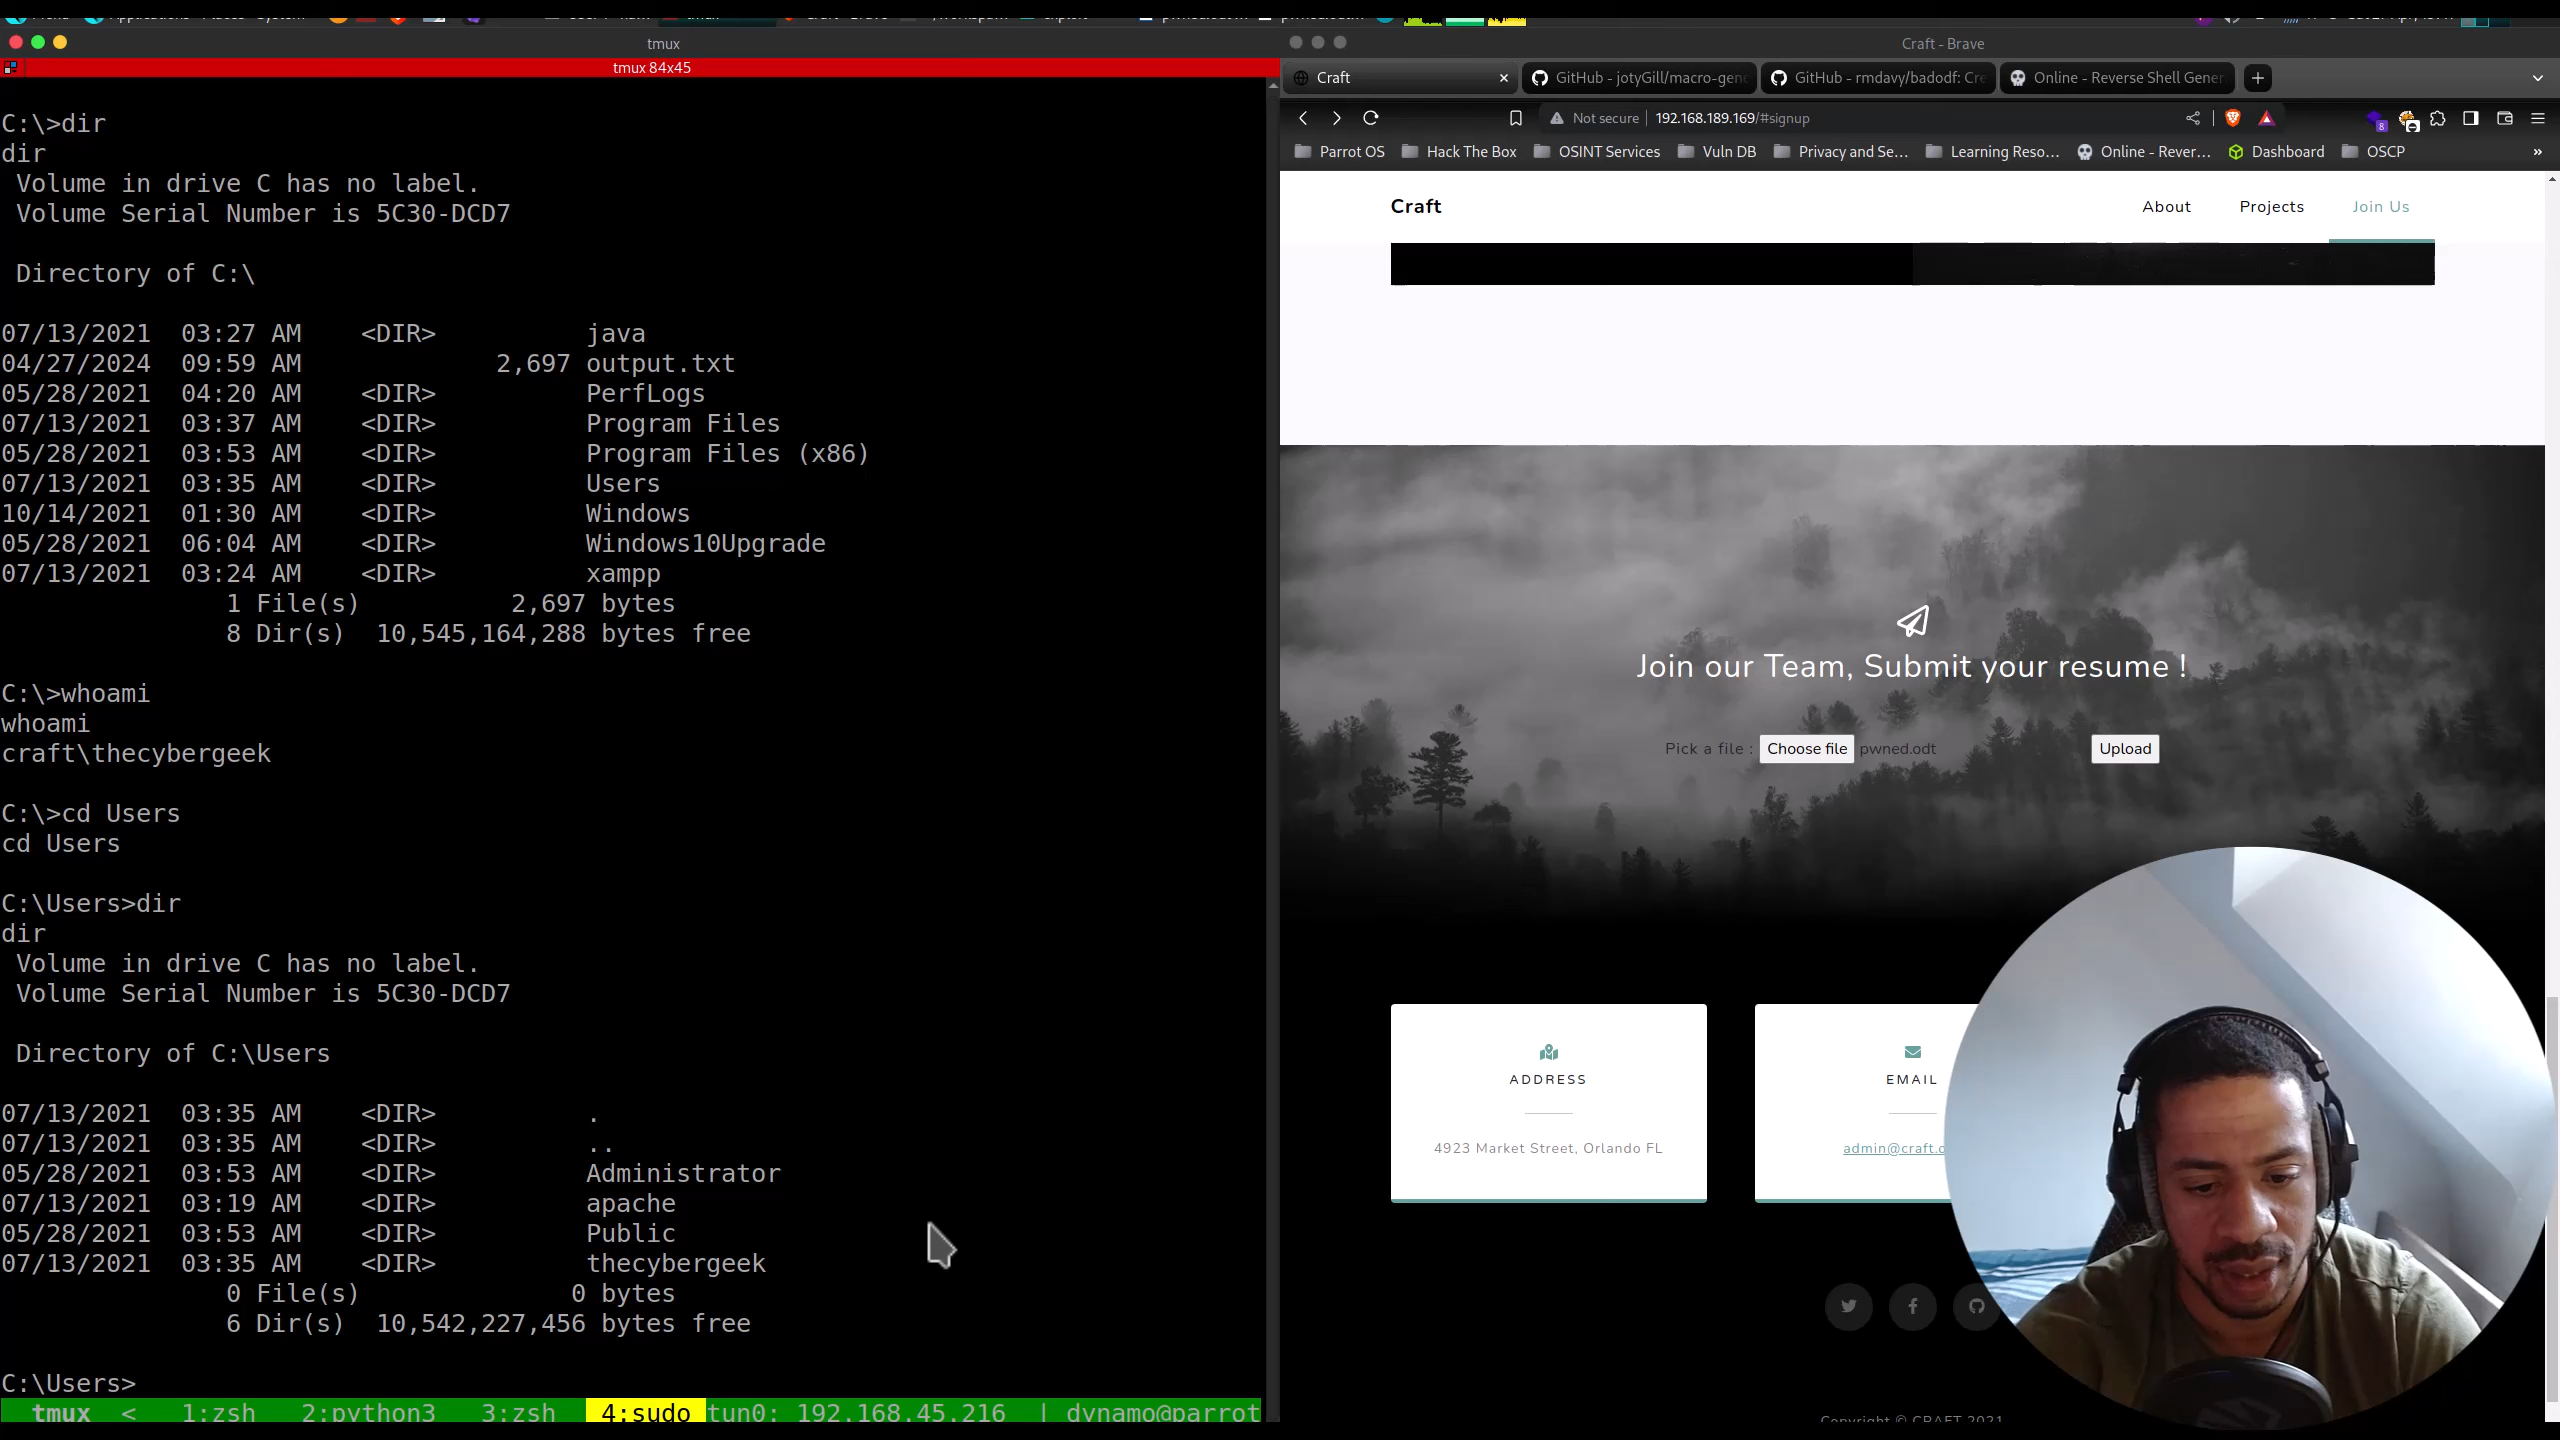 tmux
tmux 84x45
C:\>dir
dir
 Volume in drive C has no label.
 Volume Serial Number is 5C30-DCD7
 Directory of C:\
07/13/2021  03:27 AM    <DIR>          java
04/27/2024  09:59 AM             2,697 output.txt
05/28/2021  04:20 AM    <DIR>          PerfLogs
07/13/2021  03:37 AM    <DIR>          Program Files
05/28/2021  03:53 AM    <DIR>          Program Files (x86)
07/13/2021  03:35 AM    <DIR>          Users
10/14/2021  01:30 AM    <DIR>          Windows
05/28/2021  06:04 AM    <DIR>          Windows10Upgrade
07/13/2021  03:24 AM    <DIR>          xampp
               1 File(s)          2,697 bytes
               8 Dir(s)  10,545,164,288 bytes free
C:\>whoami
whoami
craft\thecybergeek
C:\>cd Users
cd Users
C:\Users>dir
dir
 Volume in drive C has no label.
 Volume Serial Number is 5C30-DCD7
 Directory of C:\Users
07/13/2021  03:35 AM    <DIR>          .
07/13/2021  03:35 AM    <DIR>          ..
05/28/2021  03:53 AM    <DIR>          Administrator
07/13/2021  03:19 AM    <DIR>          apache
05/28/2021  03:53 AM    <DIR>          Public
07/13/2021  03:35 AM    <DIR>          thecybergeek
               0 File(s)              0 bytes
               6 Dir(s)  10,542,227,456 bytes free
C:\Users>
tmux < 1:zsh 2:python3 3:zsh 4:sudo tun0: 192.168.45.216 | dynamo@parrot
Craft - Brave
Craft GitHub - jotyGill/macro-gene GitHub - rmdavy/badodf: Cre Online - Reverse Shell Gener
Not secure 192.168.189.169/#signup
8
Parrot OS Hack The Box OSINT Services Vuln DB Privacy and Se... Learning Reso... Online - Rever... Dashboard OSCP »
Craft About Projects Join Us
Join our Team, Submit your resume !
Pick a file : Choose file pwned.odt Upload
ADDRESS
4923 Market Street, Orlando FL
EMAIL
admin@craft.o
Copyright © CRAFT 2021